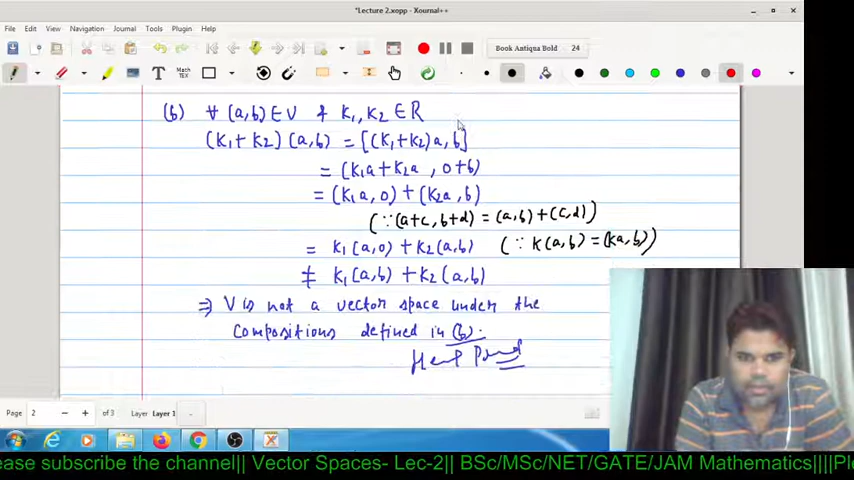 *Lecture 2.xopp - Xournal++
File Edit View Navigation Journal Tools Plugin Help
Book Antiqua Bold 24
(b) ∀ (a,b) ∈ V & K₁, K₂ ∈ R
(K₁+K₂) (a,b) = [(K₁+K₂)a, b]
= (K₁a+K₂a , 0+b)
= (K₁a, 0) + (K₂a, b)
(∵ (a+c, b+d) = (a,b) + (c,d))
= K₁(a,0) + K₂(a,b) (∵ K(a,b) = (Ka, b))
≠ K₁(a,b) + K₂(a,b)
⇒ V is not a vector space under the
compositions defined in (b).
Page 2 of 3 Layer Layer 1
ease subscribe the channel|| Vector Spaces- Lec-2|| BSc/MSc/NET/GATE/JAM Mathematics||||Ple